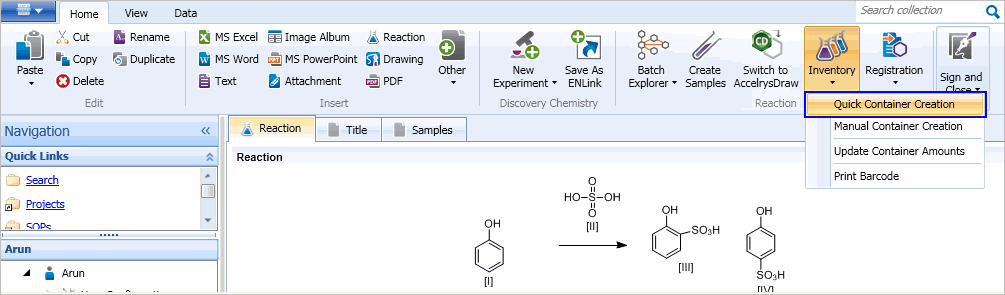 Home View Data Search collection
Cut Rename
Copy Duplicate
Paste Delete
Edit
MS Excel Image Album Reaction
MS Word MS PowerPoint Drawing
Text Attachment PDF
Other
Insert
New Experiment Save As ENLink
Discovery Chemistry
Batch Explorer Create Samples Switch to AccelrysDraw Inventory Registration
Reaction
Sign and Close
Quick Container Creation
Manual Container Creation
Update Container Amounts
Print Barcode
Navigation
Quick Links
Search
Projects
SOPs
Arun
Arun
Reaction Title Samples
Reaction
OH
[I]
O
HO S OH
O
[II]
OH
SO3H
[III]
OH
SO3H
[IV]